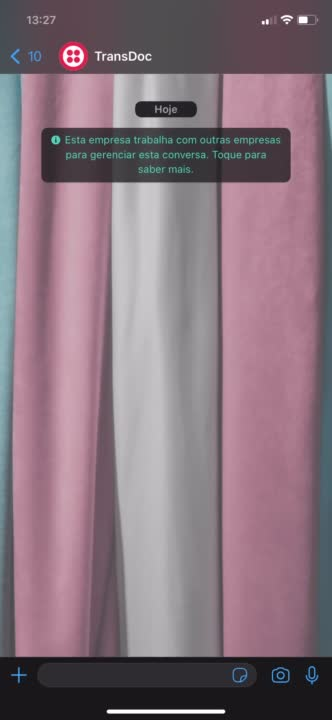 13:27
10
TransDoc
Hoje
Esta empresa trabalha com outras empresas
para gerenciar esta conversa. Toque para
saber mais.